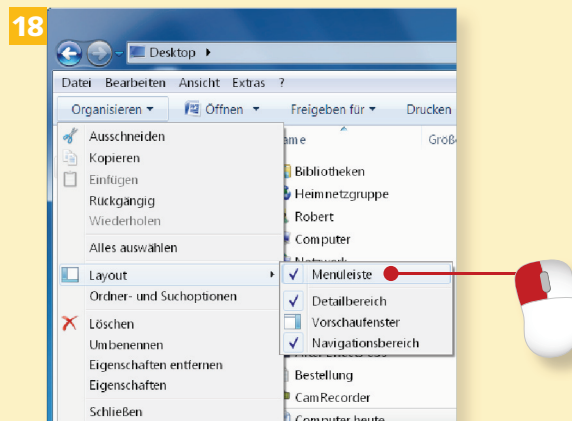 18
Desktop
Datei Bearbeiten Ansicht Extras ?
Organisieren Öffnen Freigeben für Drucken
Ausschneiden
Kopieren
Einfügen
Rückgängig
Wiederholen
Alles auswählen
Layout
Ordner- und Suchoptionen
Löschen
Umbenennen
Eigenschaften entfernen
Eigenschaften
Schließen
Menüleiste
Detailbereich
Vorschaufenster
Navigationsbereich
ame Größ
Bibliotheken
Heimnetzgruppe
Robert
Computer
Bestellung
CamRecorder
Computer heute